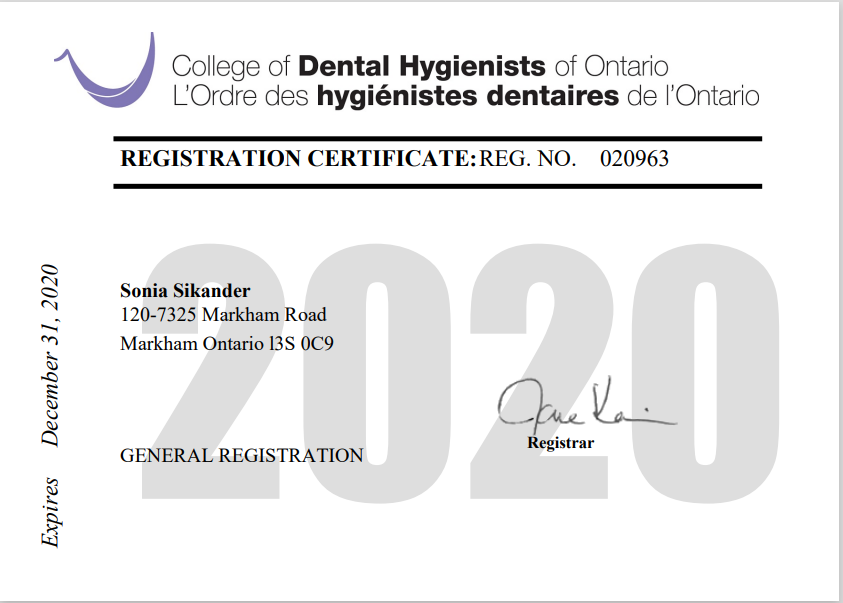 College of Dental Hygienists of Ontario
L'Ordre des hygiénistes dentaires de l'Ontario
REGISTRATION CERTIFICATE: REG. NO. 020963
2020
Sonia Sikander
120-7325 Markham Road
Markham Ontario l3S 0C9
Registrar
GENERAL REGISTRATION
Expires December 31, 2020